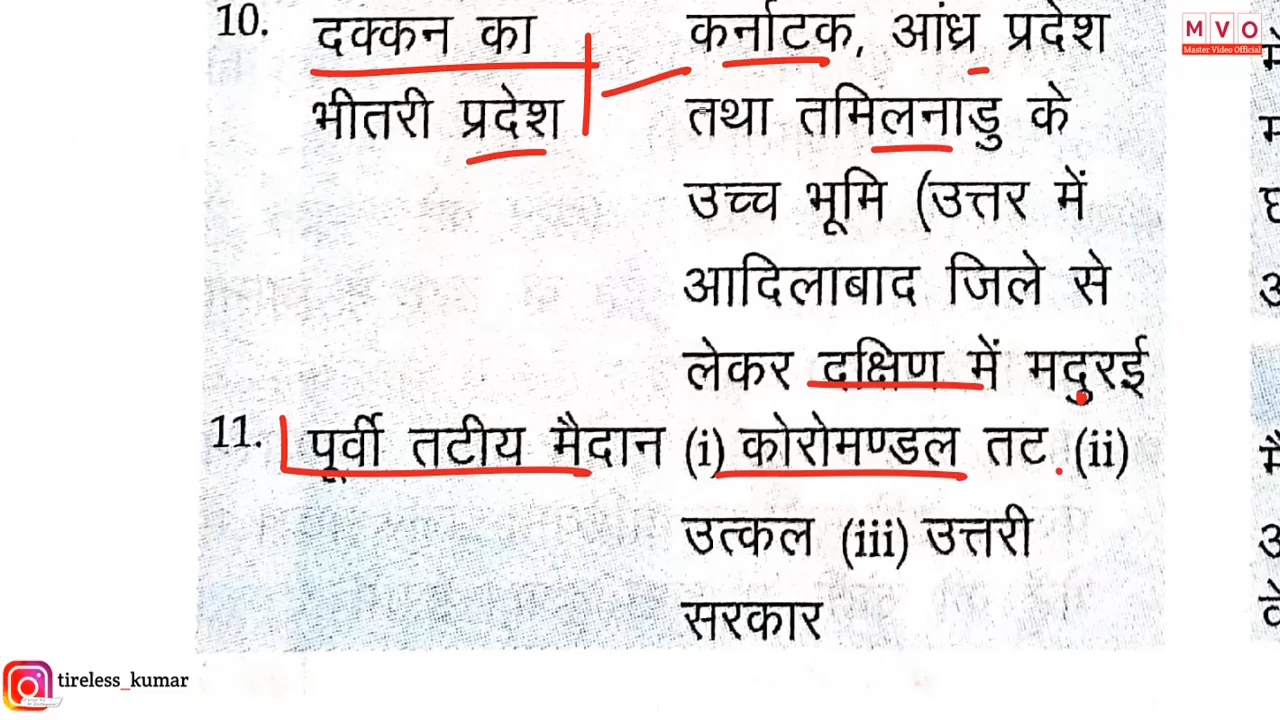 10. दक्कन का कर्नाटक, आंध्र प्रदेश
भीतरी प्रदेश तथा तमिलनाडु के
उच्च भूमि (उत्तर में
आदिलाबाद जिले से
लेकर दक्षिण में मदुरई
11. पूर्वी तटीय मैदान (i) कोरोमण्डल तट (ii)
उत्कल (iii) उत्तरी
सरकार
MVO
Master Video Official
tireless_kumar